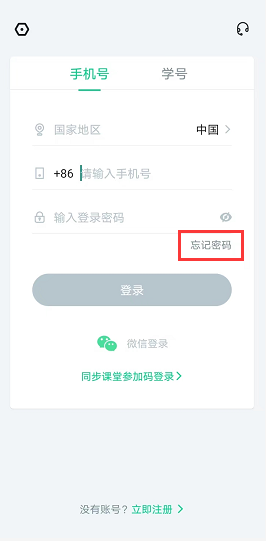 手机号 学号
国家地区 中国
+86 请输入手机号
输入登录密码
忘记密码
登录
微信登录
同步课堂参加码登录
没有账号？立即注册